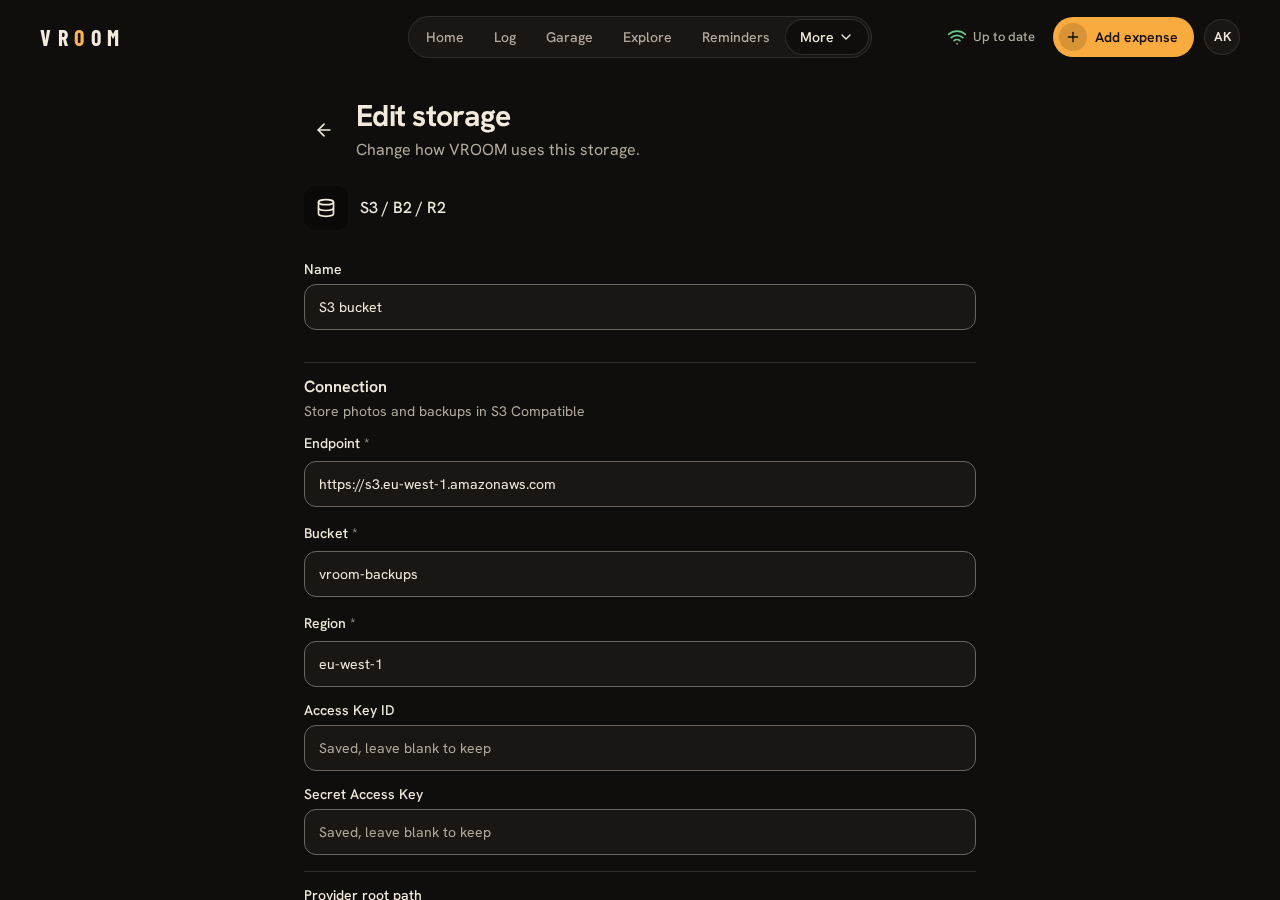 VROOM
Home Log Garage Explore Reminders More
Up to date
Add expense
AK
Edit storage
Change how VROOM uses this storage.
S3 / B2 / R2
Name
S3 bucket
Connection
Store photos and backups in S3 Compatible
Endpoint *
https://s3.eu-west-1.amazonaws.com
Bucket *
vroom-backups
Region *
eu-west-1
Access Key ID
Saved, leave blank to keep
Secret Access Key
Saved, leave blank to keep
Provider root path